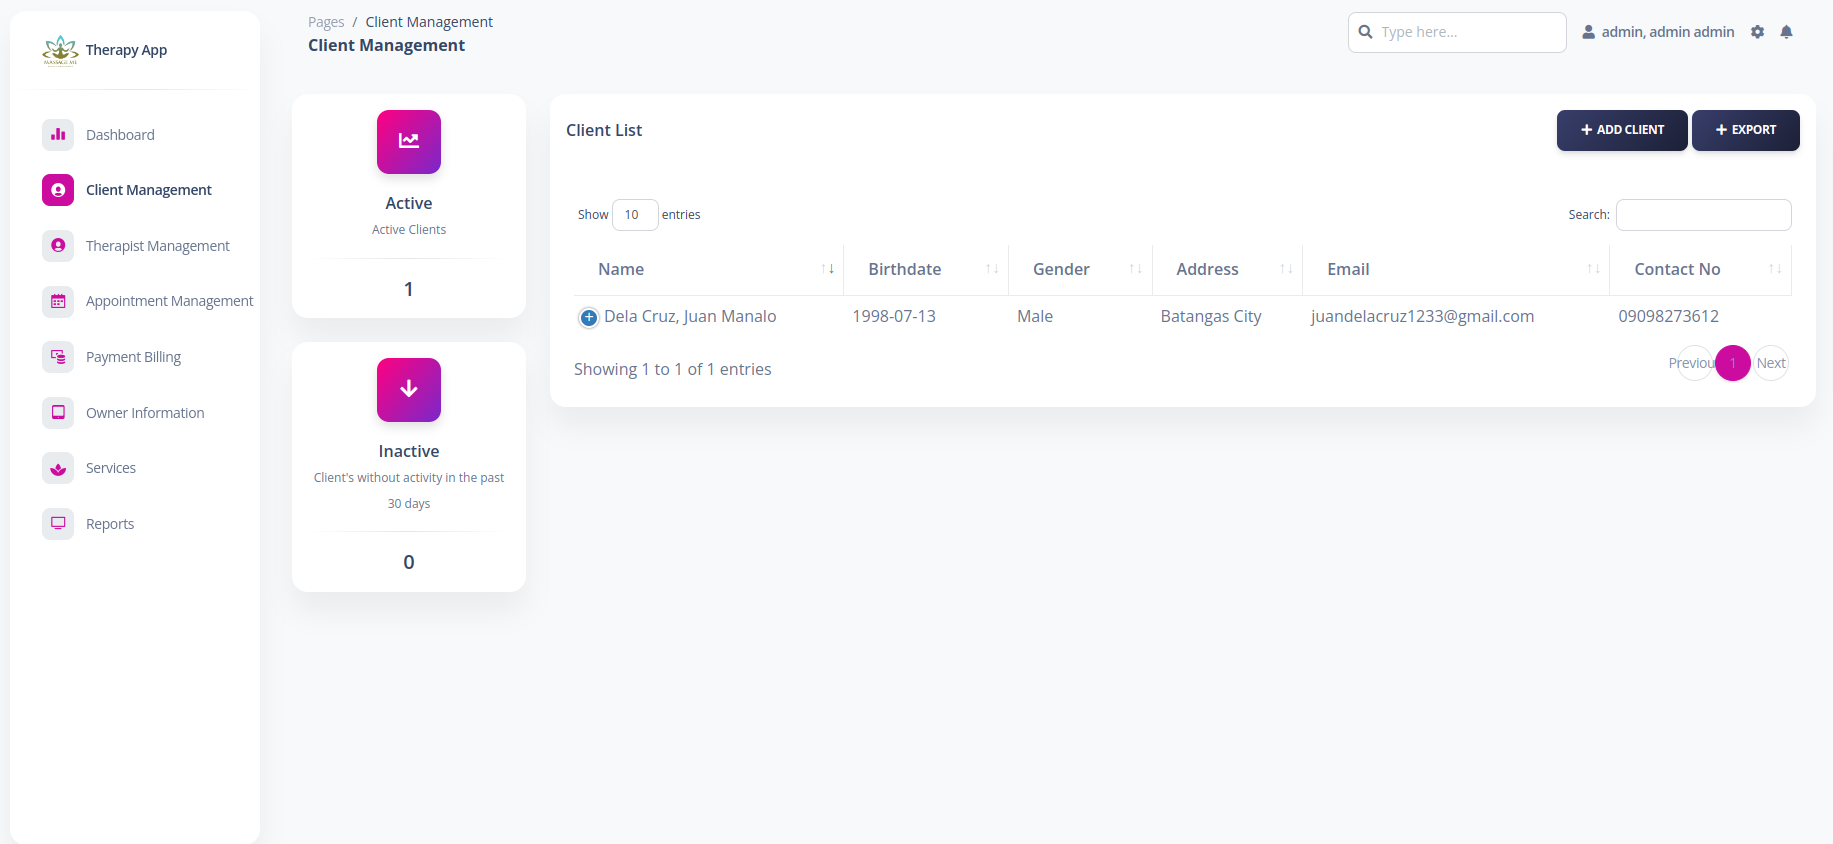 Therapy App
MASSAGE ME
Dashboard
Client Management
Therapist Management
Appointment Management
Payment Billing
Owner Information
Services
Reports
Pages / Client Management
Client Management
Type here...
admin, admin admin
Active
Active Clients
1
Inactive
Client's without activity in the past
30 days
0
Client List
ADD CLIENT
EXPORT
Show 10 entries
Search:
Name Birthdate Gender Address Email Contact No
Dela Cruz, Juan Manalo 1998-07-13 Male Batangas City juandelacruz1233@gmail.com 09098273612
Showing 1 to 1 of 1 entries
Previou 1 Next